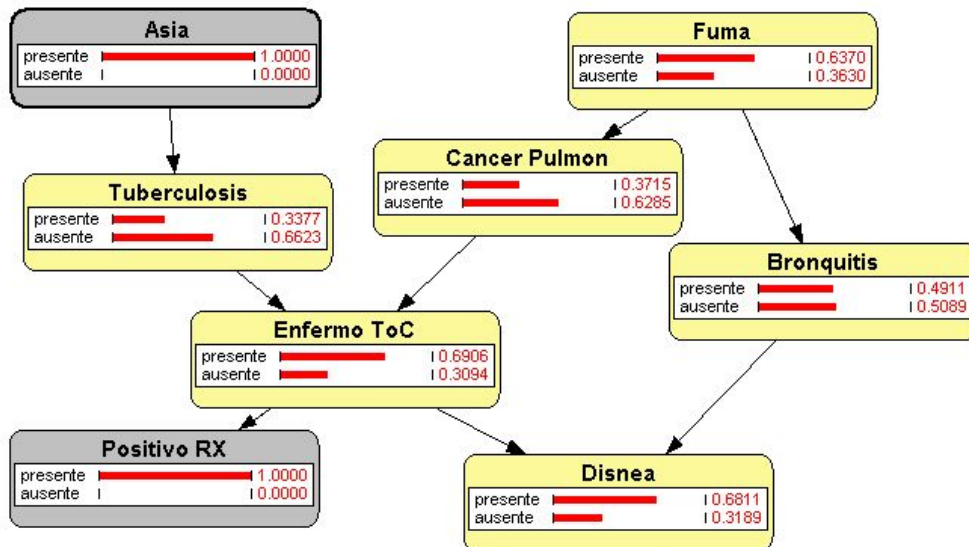 Asia
presente 1.0000
ausente 0.0000
Fuma
presente 0.6370
ausente 0.3630
Cancer Pulmon
presente 0.3715
ausente 0.6285
Tuberculosis
presente 0.3377
ausente 0.6623
Bronquitis
presente 0.4911
ausente 0.5089
Enfermo ToC
presente 0.6906
ausente 0.3094
Positivo RX
presente 1.0000
ausente 0.0000
Disnea
presente 0.6811
ausente 0.3189